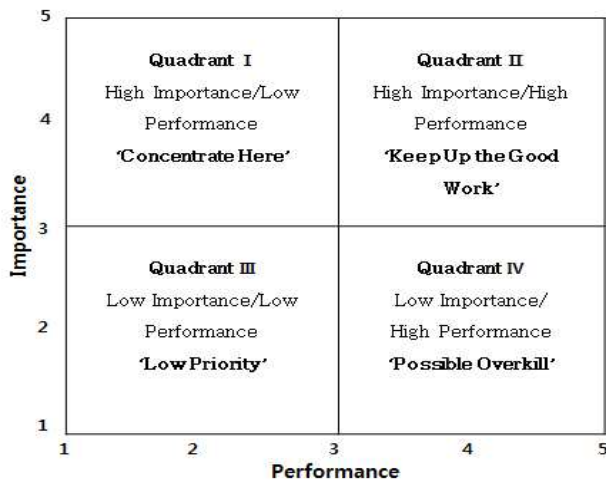 5
4
3
2
1
Importance
Quadrant Ⅰ
High Importance/Low
Performance
‘Concentrate Here’
Quadrant Ⅱ
High Importance/High
Performance
‘Keep Up the Good
Work’
Quadrant Ⅲ
Low Importance/Low
Performance
‘Low Priority’
Quadrant Ⅳ
Low Importance/
High Performance
‘Possible Overkill’
1 2 3 4 5
Performance